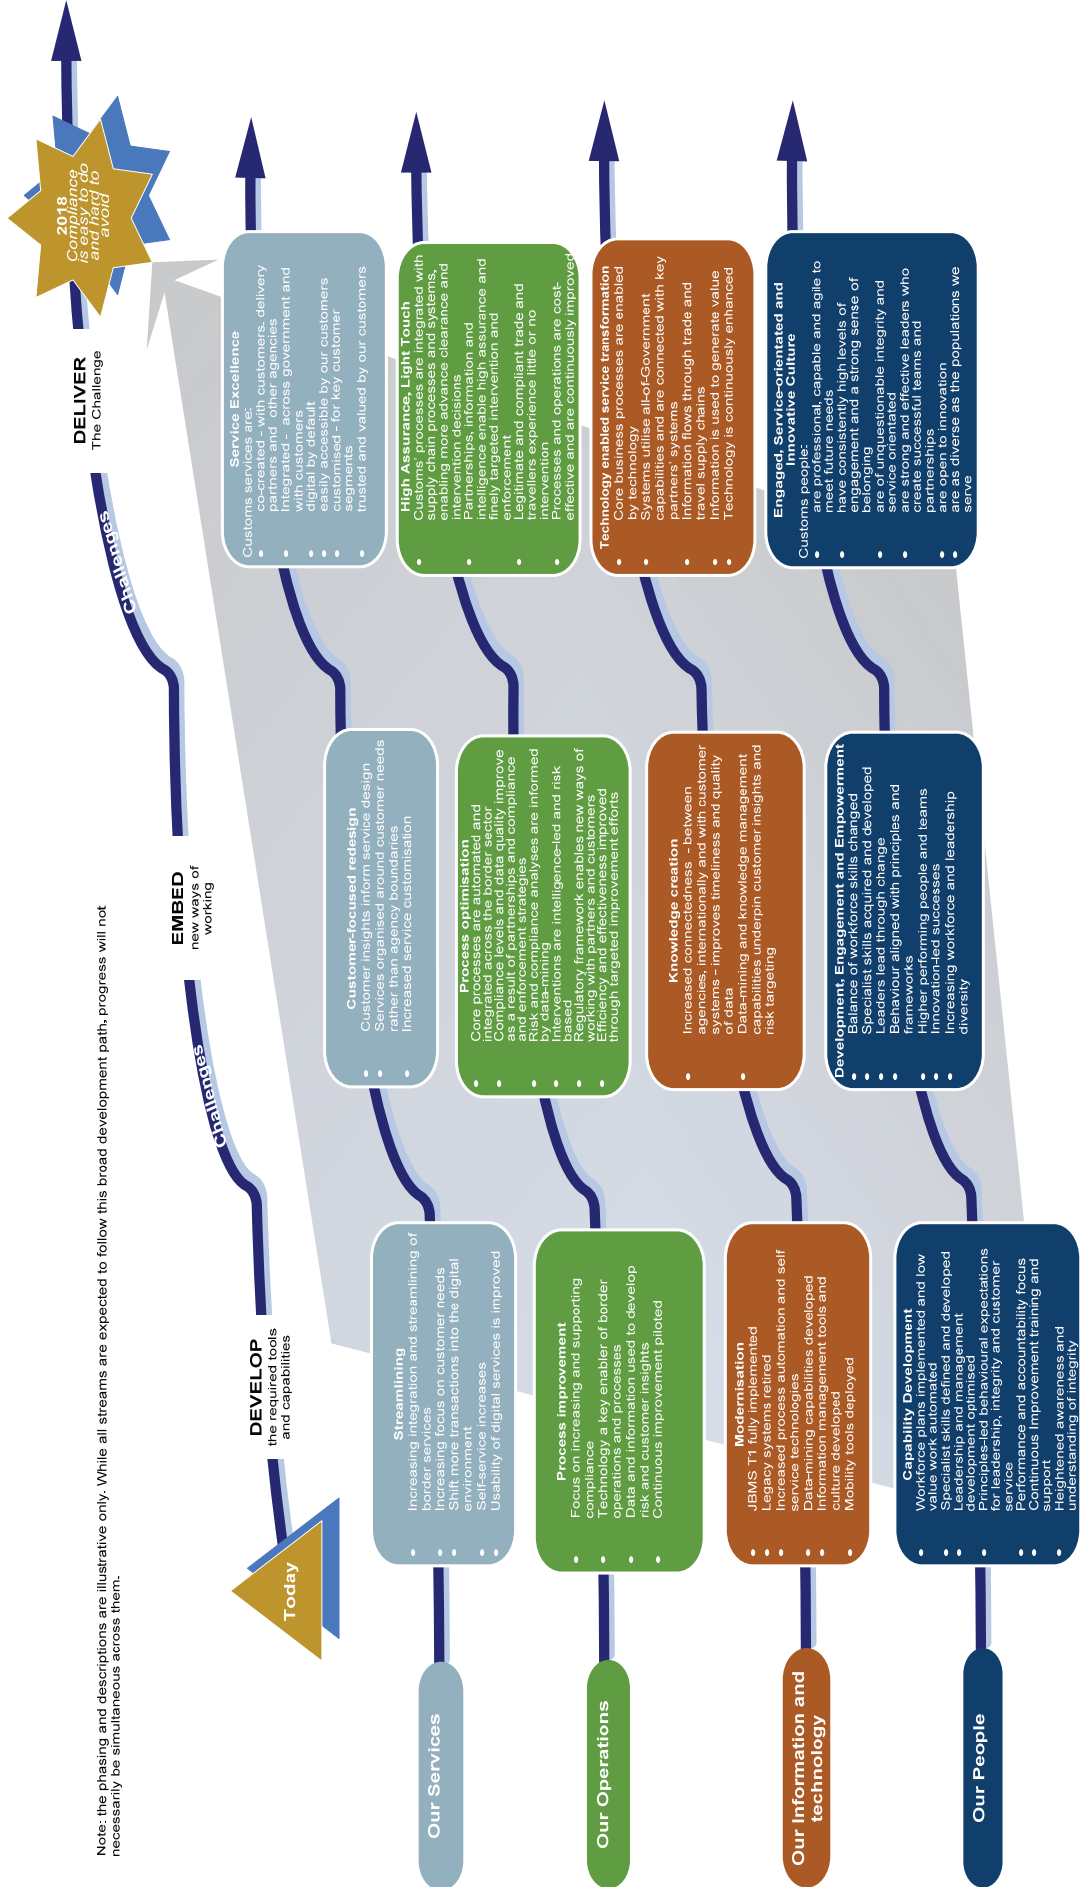 Note: the phasing and descriptions are illustrative only. While all streams are expected to follow this broad development path, progress will not
necessarily be simultaneous across them.
Today
DEVELOP
the required tools
and capabilities
Challenges
EMBED
new ways of
working
Challenges
DELIVER
The Challenge
2018
Compliance
is easy to do
and hard to
avoid
Our Services
Streamlining
• Increasing integration and streamlining of
border services
• Increasing focus on customer needs
• Shift more transactions into the digital
environment
• Self-service increases
• Usability of digital services is improved
Customer-focused redesign
• Customer insights inform service design
• Services organised around customer needs
rather than agency boundaries
• Increased service customisation
Service Excellence
Customs services are:
• co-created - with customers, delivery
partners and other agencies
• Integrated - across government and
with customers
• digital by default
• easily accessible by our customers
• customised - for key customer
segments
• trusted and valued by our customers
Our Operations
Process improvement
• Focus on increasing and supporting
compliance
• Technology a key enabler of border
operations and processes
• Data and information used to develop
risk and customer insights
• Continuous improvement piloted
Process optimisation
• Core processes are automated and
integrated across the border sector
• Compliance levels and data quality improve
as a result of partnerships and compliance
and enforcement strategies
• Risk and compliance analyses are informed
by data-mining
• Interventions are intelligence-led and risk
based
• Regulatory framework enables new ways of
working with partners and customers
• Efficiency and effectiveness improved
through targeted improvement efforts
High Assurance, Light Touch
• Customs' processes are integrated with
supply chain processes and systems,
enabling more advance clearance and
intervention decisions
• Partnerships, information and
intelligence enable high assurance and
finely targeted intervention and
enforcement
• Legitimate and compliant trade and
travellers experience little or no
intervention
• Processes and operations are cost-
effective and are continuously improved
Our Information and
technology
Modernisation
• JBMS T1 fully implemented
• Legacy systems retired
• Increased process automation and self
service technologies
• Data-mining capabilities developed
• Information management tools and
culture developed
• Mobility tools deployed
Knowledge creation
• Increased connectedness - between
agencies, internationally and with customer
systems – improves timeliness and quality
of data
• Data-mining and knowledge management
capabilities underpin customer insights and
risk targeting
Technology enabled service transformation
• Core business processes are enabled
by technology
• Systems utilise all-of-Government
capabilities and are connected with key
partners' systems
• Information flows through trade and
travel supply chains
• Information is used to generate value
• Technology is continuously enhanced
Our People
Capability Development
• Workforce plans implemented and low
value work automated
• Specialist skills defined and developed
• Leadership and management
development optimised
• Principles-led behavioural expectations
for leadership, integrity and customer
service
• Performance and accountability focus
• Continuous Improvement training and
support
• Heightened awareness and
understanding of integrity
Development, Engagement and Empowerment
• Balance of workforce skills changed
• Specialist skills acquired and developed
• Leaders lead through change
• Behaviour aligned with principles and
frameworks
• Higher performing people and teams
• Innovation-led successes
• Increasing workforce and leadership
diversity
Engaged, Service-orientated and
Innovative Culture
Customs people:
• are professional, capable and agile to
meet future needs
• have consistently high levels of
engagement and a strong sense of
belonging
• are of unquestionable integrity and
service orientated
• are strong and effective leaders who
create successful teams and
partnerships
• are open to innovation
• are as diverse as the populations we
serve